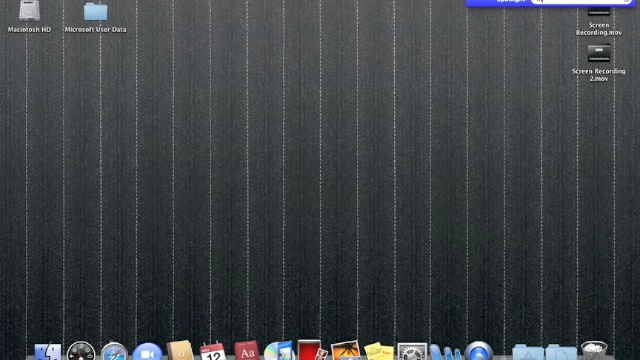 Macintosh HD
Microsoft User Data
Spotlight
Screen
Recording.mov
Screen Recording
2.mov
12
Aa